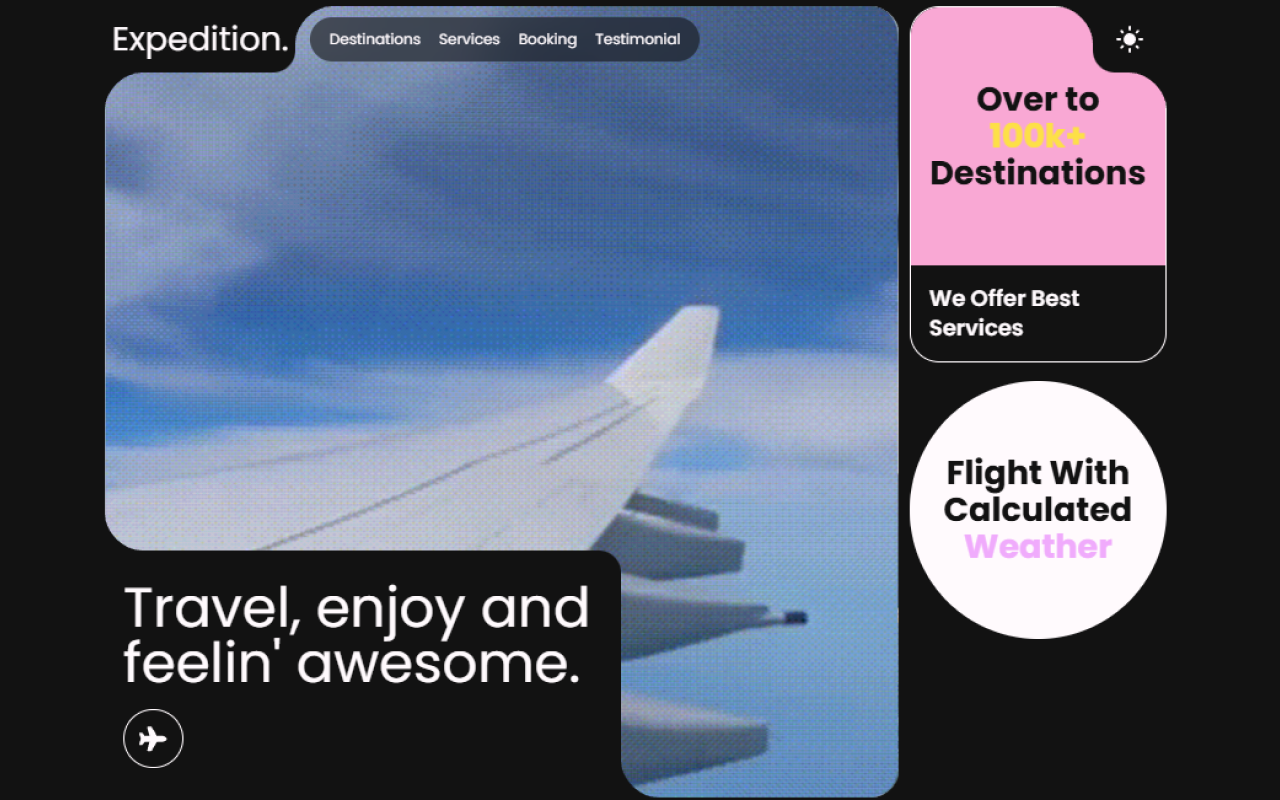 Expedition.
Destinations Services Booking Testimonial
Over to
100k+
Destinations
We Offer Best
Services
Flight With
Calculated
Weather
Travel, enjoy and
feelin' awesome.